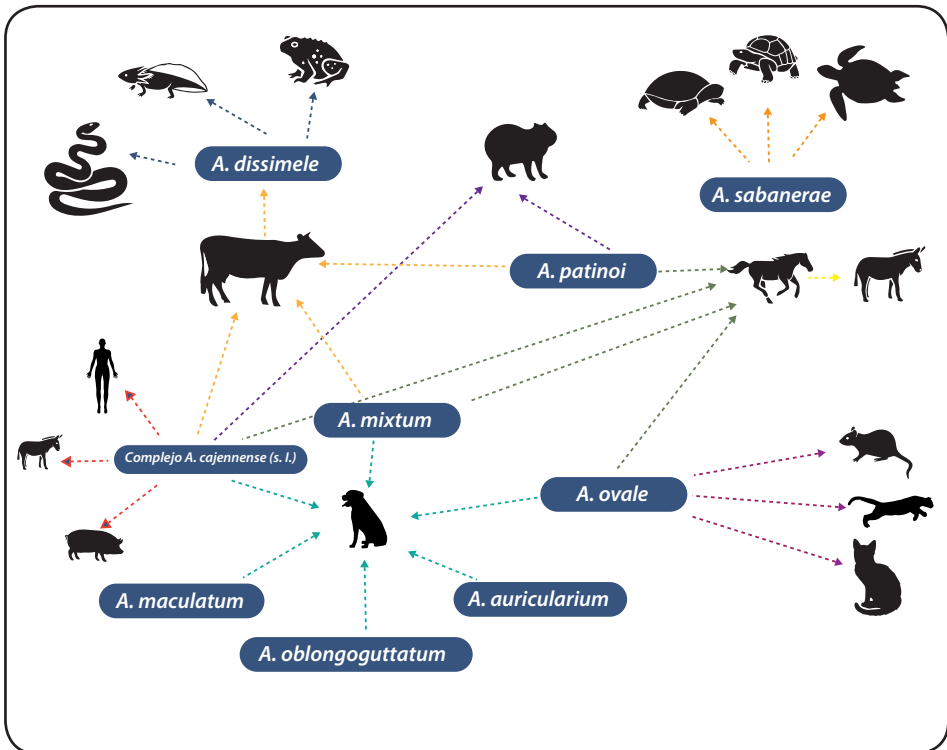 A. dissimele
A. sabanerae
A. patinoi
A. mixtum
Complejo A. cajennense (s. l.)
A. ovale
A. maculatum
A. auricularium
A. oblongoguttatum